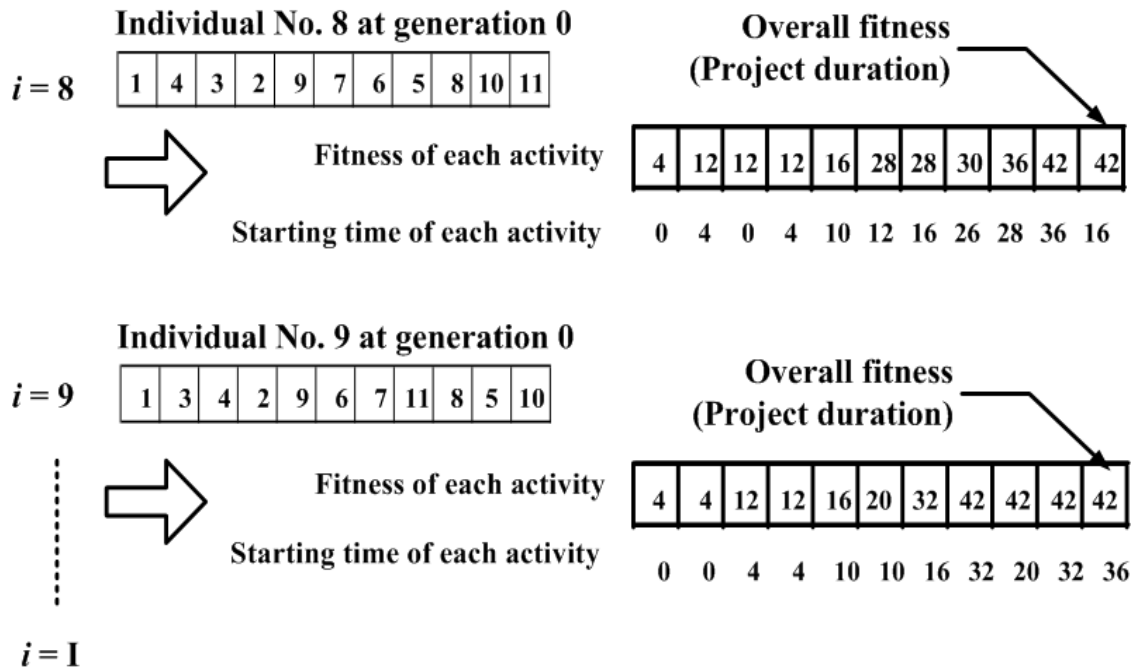 Individual No. 8 at generation 0
i = 8
1 4 3 2 9 7 6 5 8 10 11
Overall fitness
(Project duration)
Fitness of each activity
4 12 12 12 16 28 28 30 36 42 42
Starting time of each activity
0 4 0 4 10 12 16 26 28 36 16
Individual No. 9 at generation 0
i = 9
1 3 4 2 9 6 7 11 8 5 10
Overall fitness
(Project duration)
Fitness of each activity
4 4 12 12 16 20 32 42 42 42 42
Starting time of each activity
0 0 4 4 10 10 16 32 20 32 36
i = I